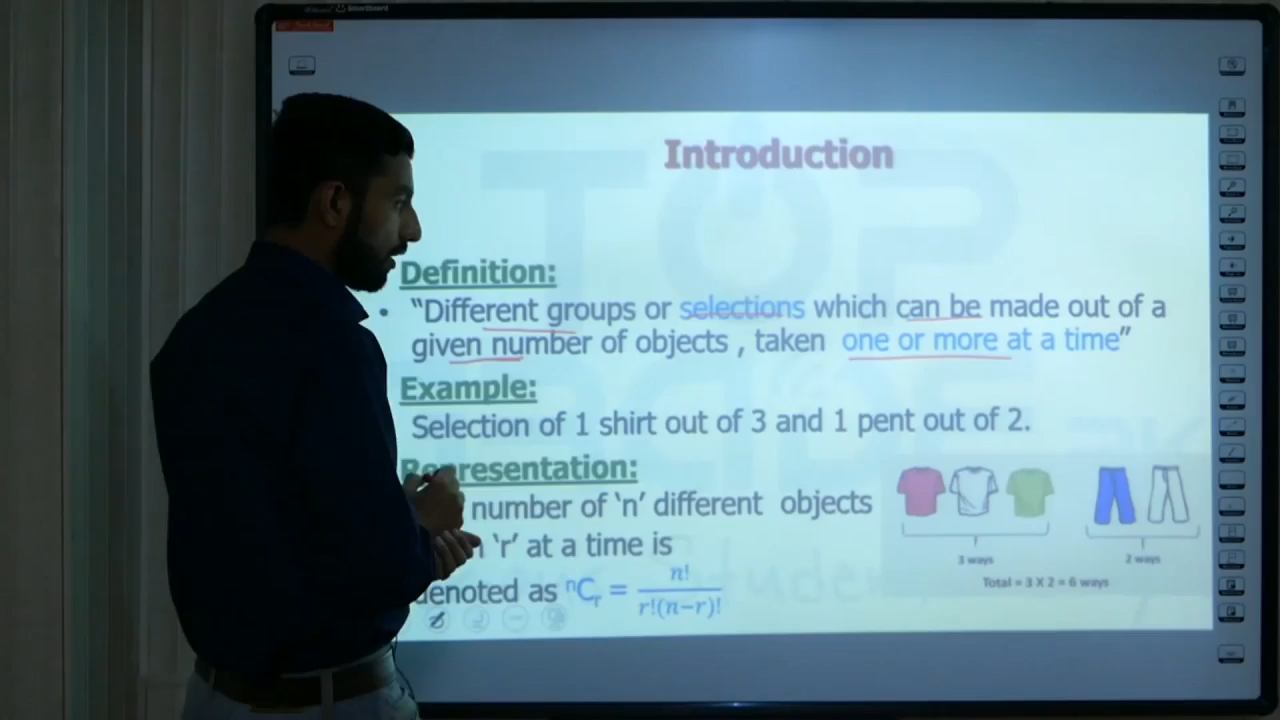 SmartBoard
Introduction
Definition:
• “Different groups or selections which can be made out of a
given number of objects , taken one or more at a time”
Example:
Selection of 1 shirt out of 3 and 1 pent out of 2.
Representation:
number of ‘n’ different objects
‘r’ at a time is
denoted as ⁿCᵣ = n!
r!(n−r)!
3 ways
2 ways
Total = 3 X 2 = 6 ways